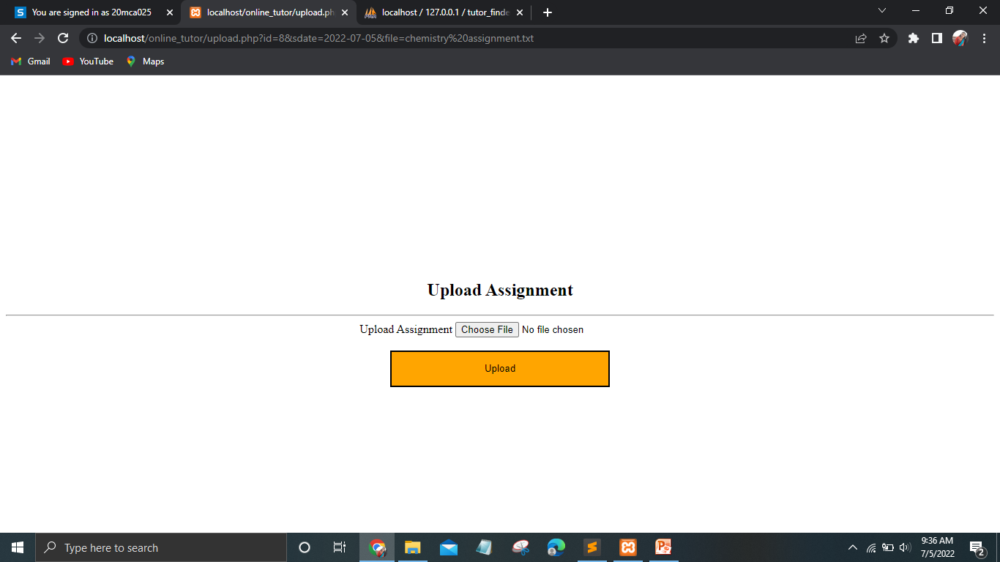 You are signed in as 20mca025
localhost/online_tutor/upload.ph
localhost / 127.0.0.1 / tutor_finde
localhost/online_tutor/upload.php?id=8&sdate=2022-07-05&file=chemistry%20assignment.txt
Gmail
YouTube
Maps
Upload Assignment
Upload Assignment Choose File No file chosen
Upload
Type here to search
9:36 AM
7/5/2022
2